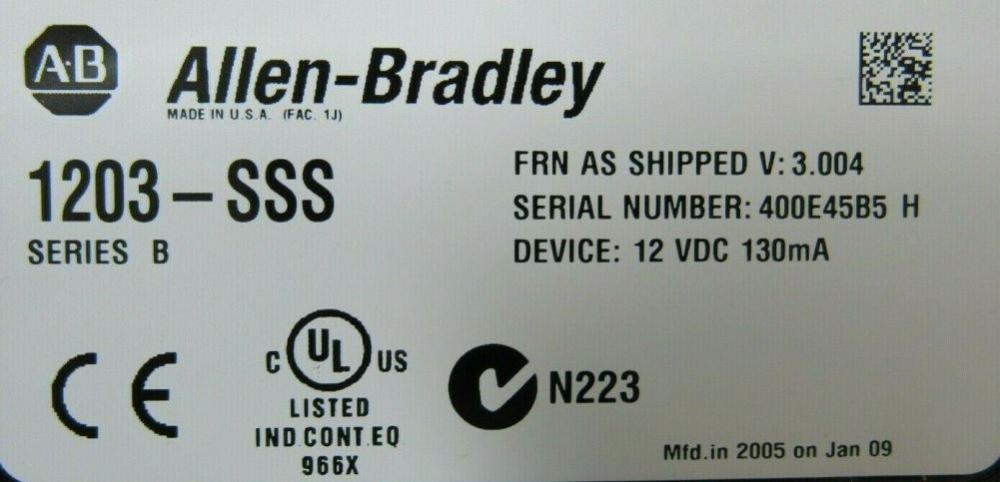 A·B
Allen-Bradley
MADE IN U.S.A. (FAC. 1J)
1203-SSS
SERIES B
FRN AS SHIPPED V: 3.004
SERIAL NUMBER: 400E45B5 H
DEVICE: 12 VDC 130mA
CE
C UL US
LISTED
IND.CONT.EQ
966X
N223
Mfd.in 2005 on Jan 09